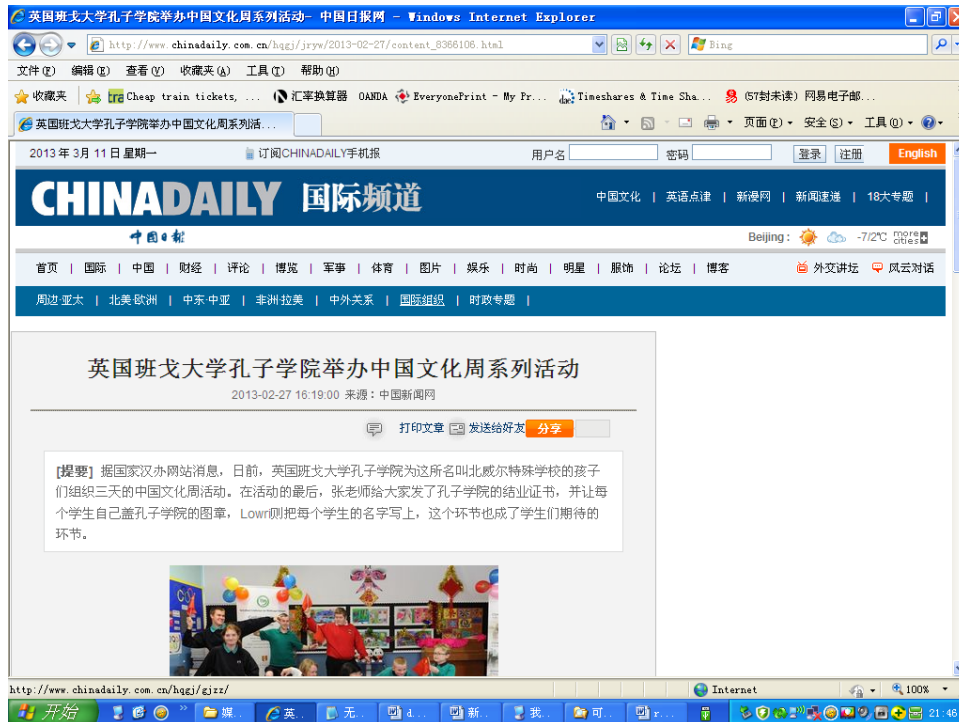 英国班戈大学孔子学院举办中国文化周系列活动- 中国日报网 - Windows Internet Explorer
http://www.chinadaily.com.cn/hqgj/jryw/2013-02-27/content_8366106.html
Bing
文件(F) 编辑(E) 查看(V) 收藏夹(A) 工具(T) 帮助(H)
收藏夹 tra Cheap train tickets, ... 汇率换算器 OANDA EveryonePrint - My Pr... Timeshares & Time Sha... (57封未读) 网易电子邮...
英国班戈大学孔子学院举办中国文化周系列活... 页面(P) 安全(S) 工具(O)
2013 年 3月 11 日 星期一 订阅CHINADAILY手机报 用户名 密码 登录 注册 English
CHINADAILY 国际频道 中国文化 | 英语点津 | 新漫网 | 新闻速递 | 18大专题 |
中国日报 Beijing: -7/2℃ more cities
首页 | 国际 | 中国 | 财经 | 评论 | 博览 | 军事 | 体育 | 图片 | 娱乐 | 时尚 | 明星 | 服饰 | 论坛 | 博客 外交讲坛 风云对话
周边·亚太 | 北美·欧洲 | 中东·中亚 | 非洲·拉美 | 中外关系 | 国际组织 | 时政专题 |
英国班戈大学孔子学院举办中国文化周系列活动
2013-02-27 16:19:00 来源：中国新闻网
打印文章 发送给好友 分享
[提要] 据国家汉办网站消息，日前，英国班戈大学孔子学院为这所名叫北威尔特殊学校的孩子
们组织三天的中国文化周活动。在活动的最后，张老师给大家发了孔子学院的结业证书，并让每
个学生自己盖孔子学院的图章，Lowri则把每个学生的名字写上，这个环节也成了学生们期待的
环节。
http://www.chinadaily.com.cn/hqgj/gjzz/ Internet 100%
开始 媒.. 英.. 无.. d... 新.. 我.. 可.. r... 21:46